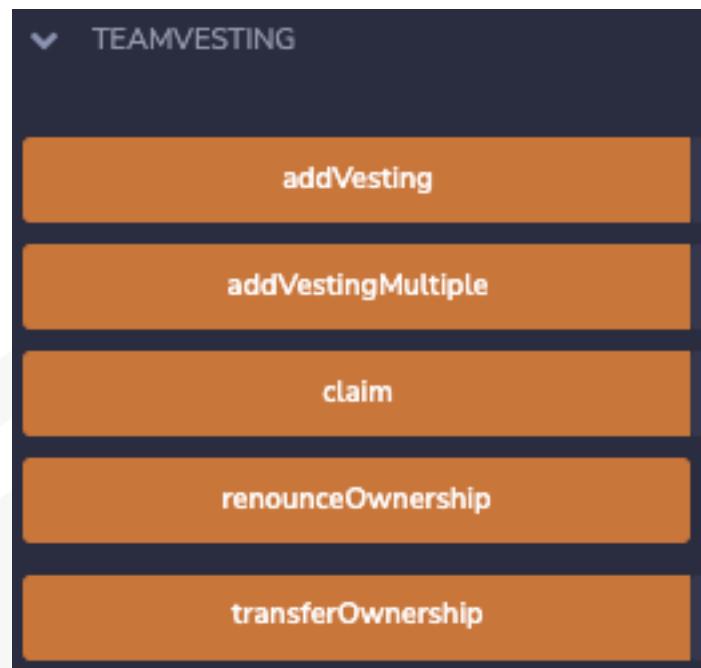 TEAMVESTING
addVesting
addVestingMultiple
claim
renounceOwnership
transferOwnership